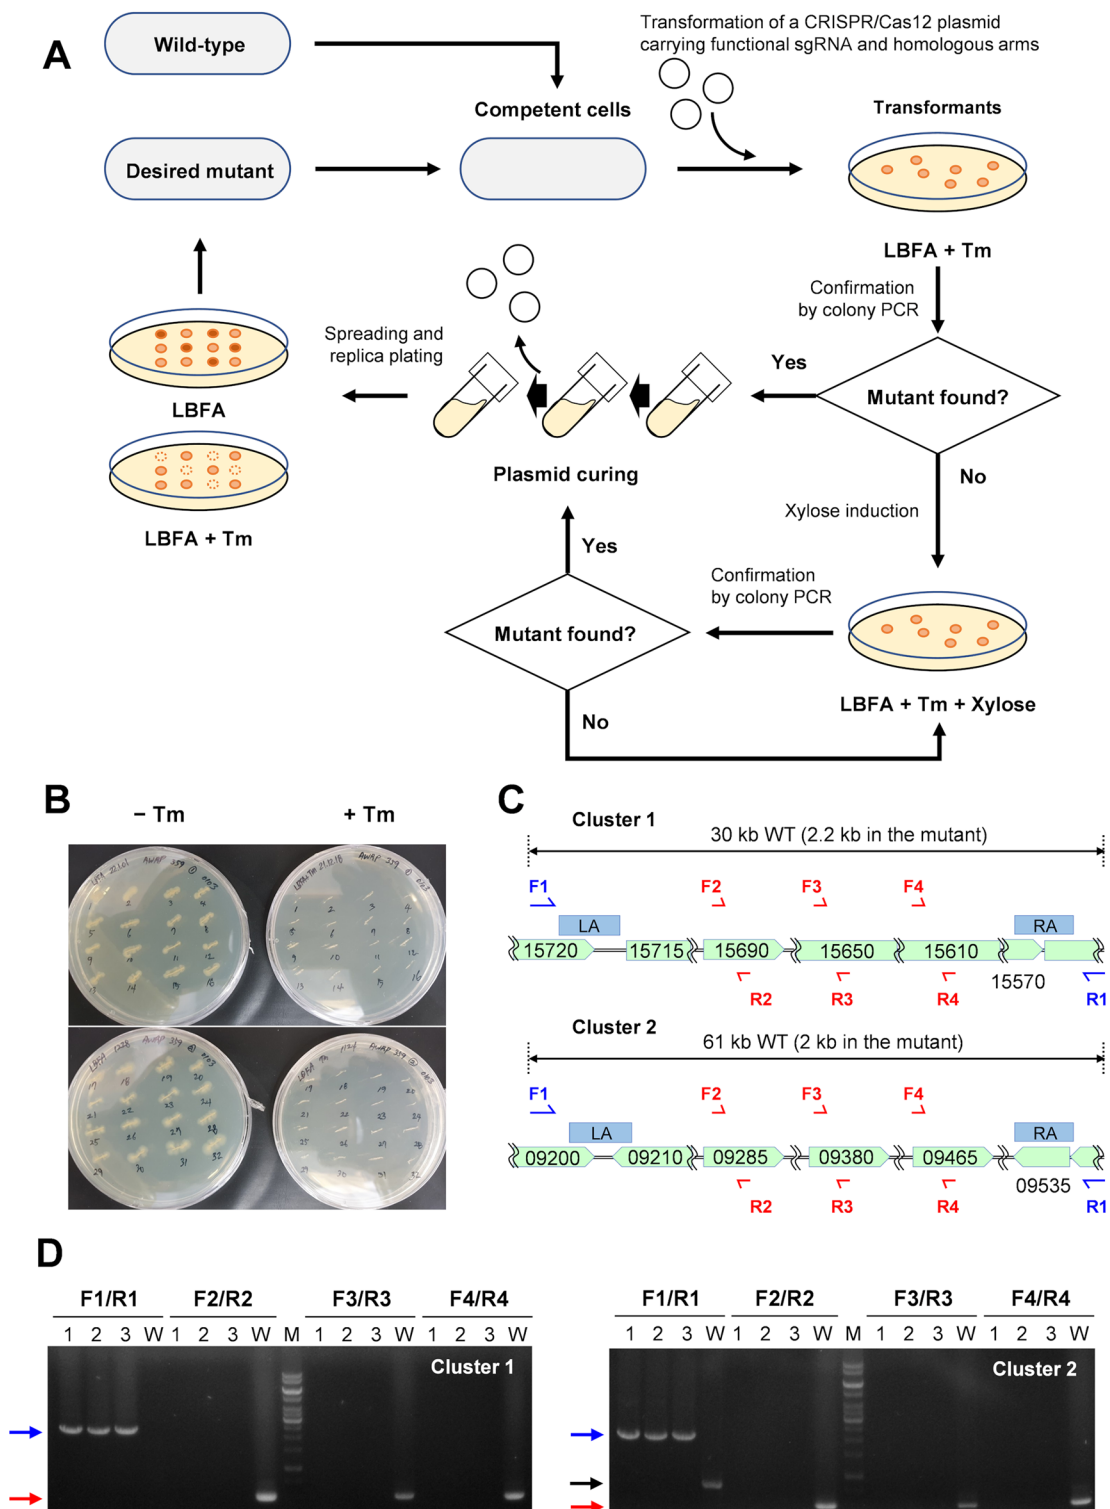 A
Wild-type
Transformation of a CRISPR/Cas12 plasmid
carrying functional sgRNA and homologous arms
Competent cells
Transformants
Desired mutant
LBFA + Tm
Confirmation
by colony PCR
Spreading and
replica plating
Yes
Mutant found?
LBFA
Plasmid curing
No
Xylose induction
LBFA + Tm
Yes
Confirmation
by colony PCR
Mutant found?
No
LBFA + Tm + Xylose
B
– Tm
+ Tm
C
Cluster 1
30 kb WT (2.2 kb in the mutant)
F1 F2 F3 F4
LA RA
15720 15715 15690 15650 15610
15570
R2 R3 R4 R1
Cluster 2
61 kb WT (2 kb in the mutant)
F1 F2 F3 F4
LA RA
09200 09210 09285 09380 09465
09535
R2 R3 R4 R1
D
F1/R1 F2/R2 F3/R3 F4/R4
1 2 3 W 1 2 3 W M 1 2 3 W 1 2 3 W
Cluster 1
F1/R1 F2/R2 F3/R3 F4/R4
1 2 3 W 1 2 3 W M 1 2 3 W 1 2 3 W
Cluster 2